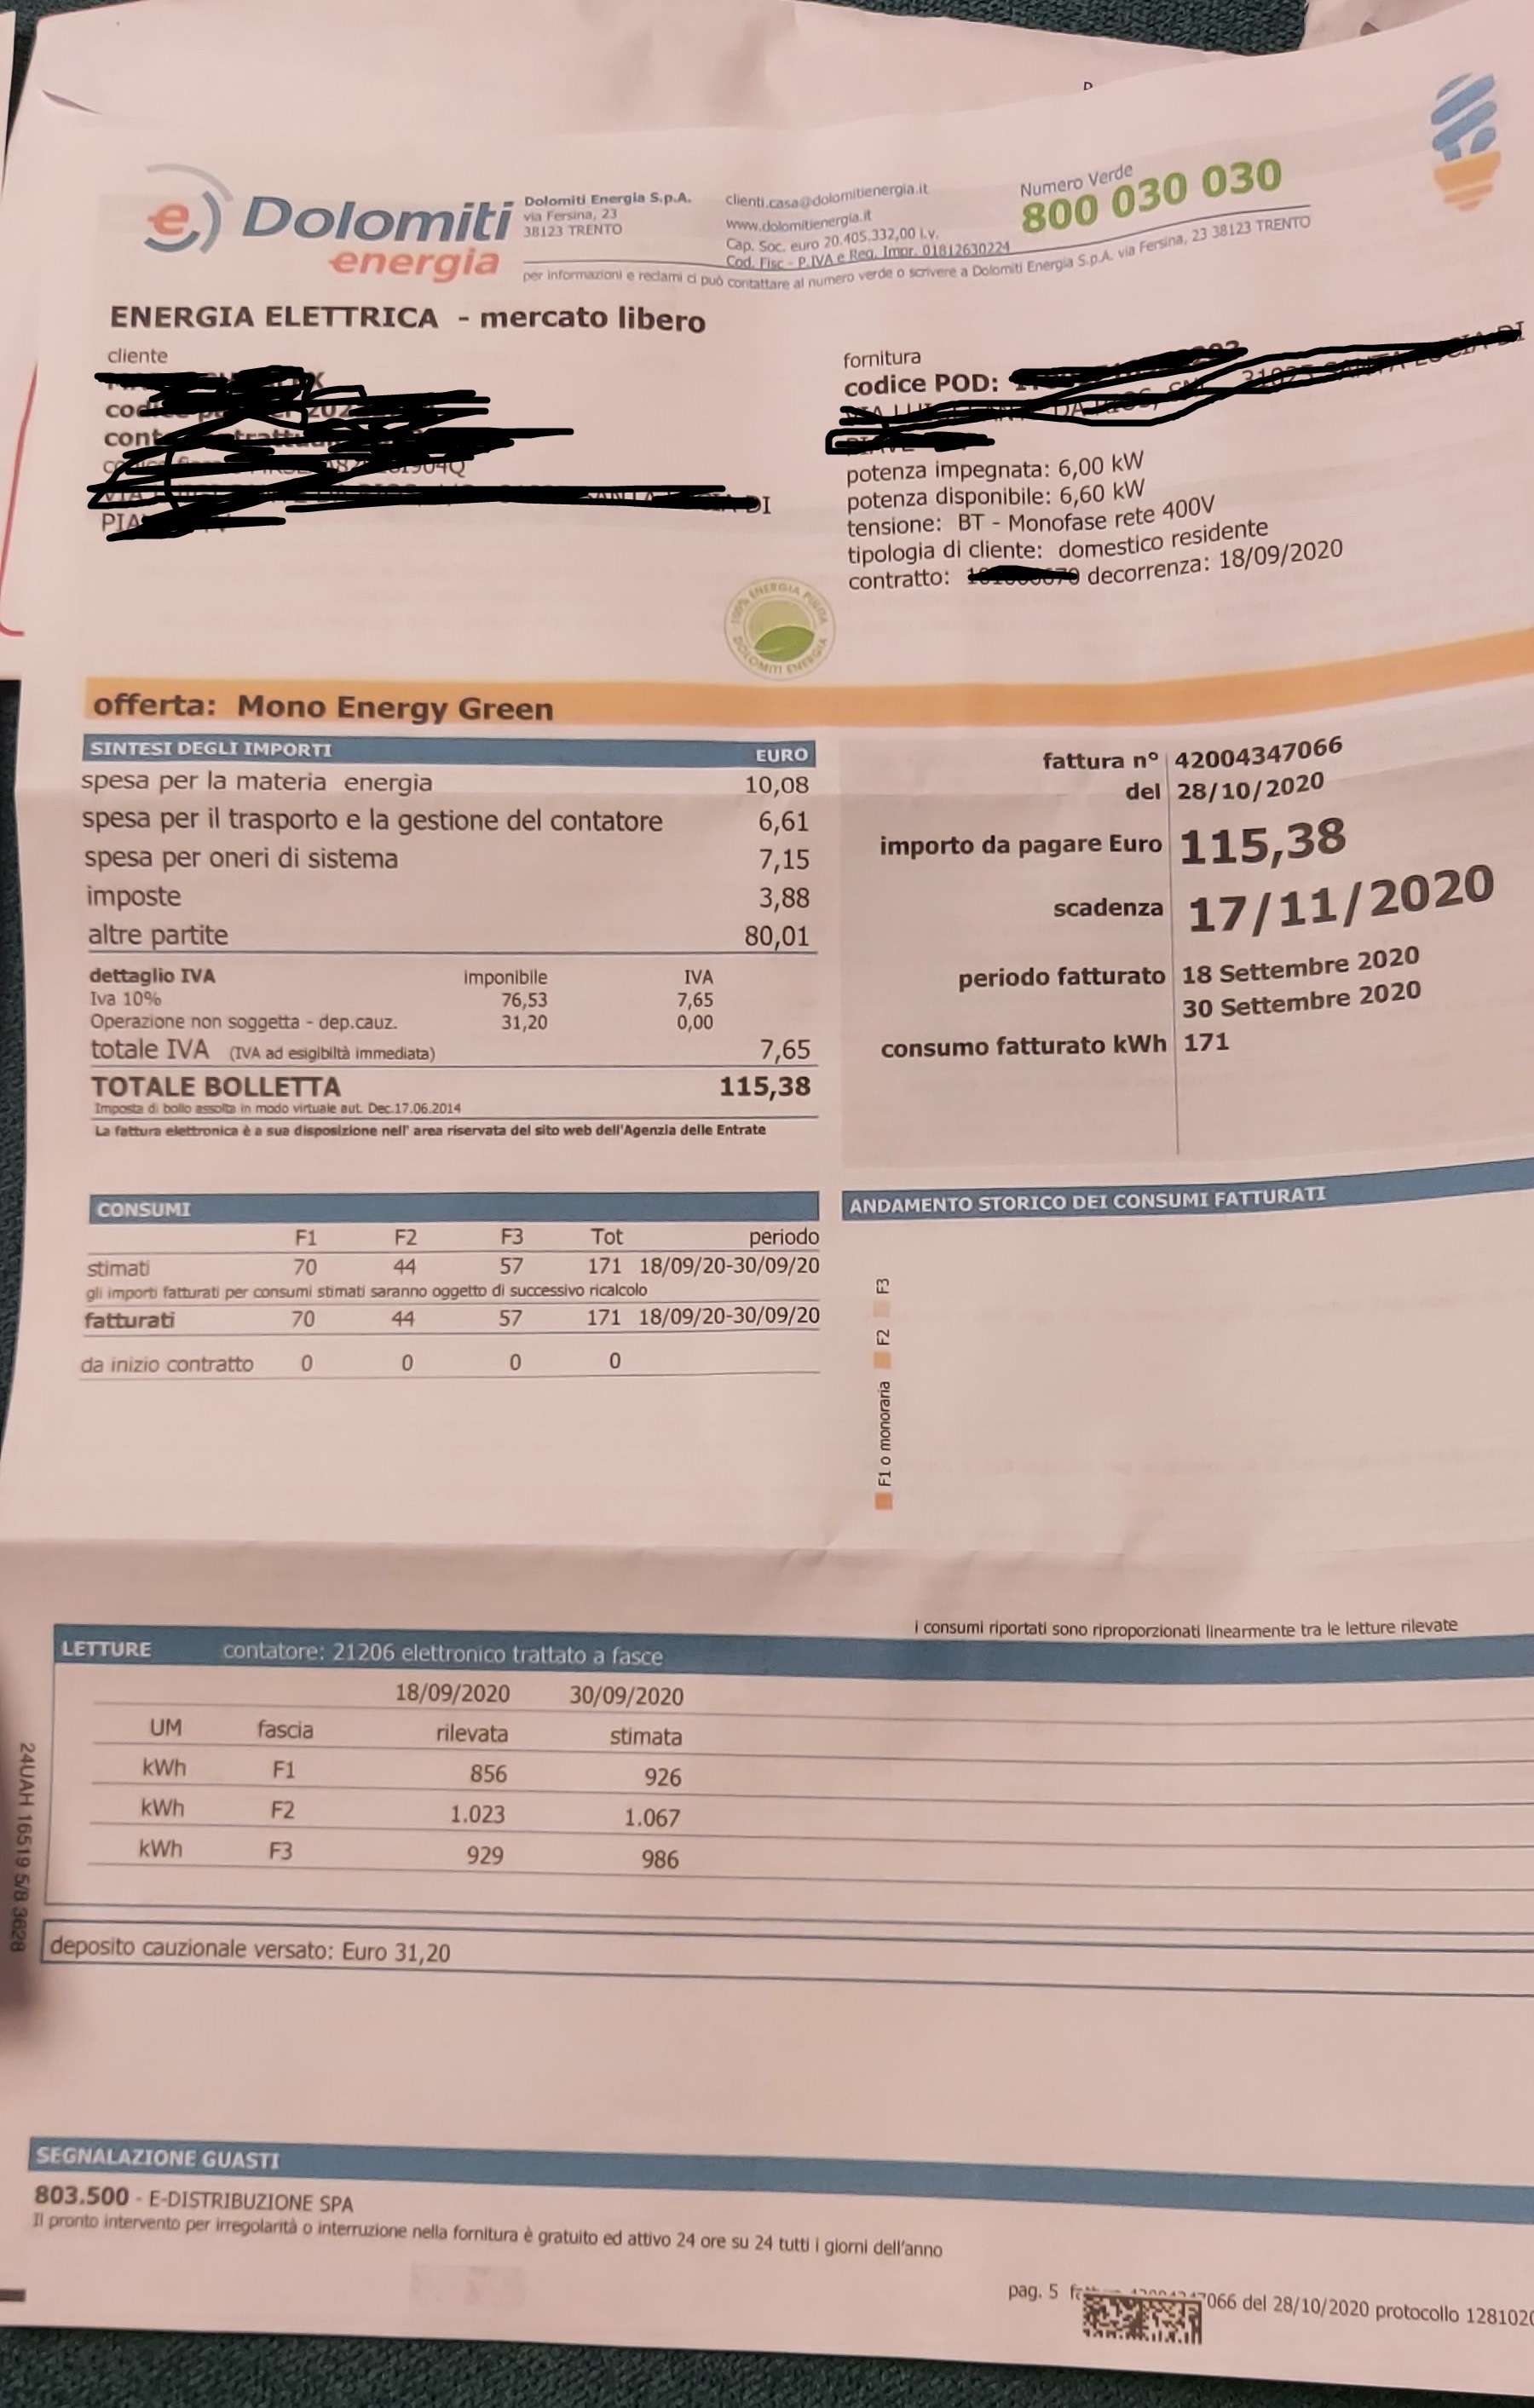 D
Dolomiti
energia
Dolomiti Energia S.p.A.
via Fersina, 23
38123 TRENTO
clienti.casa@dolomitienergia.it
www.dolomitienergia.it
Cap. Soc. euro 20.405.332,00 i.v.
Cod. Fisc - P.IVA e Reg. Impr. 01812630224
Numero Verde
800 030 030
per informazioni e reclami ci può contattare al numero verde o scrivere a Dolomiti Energia S.p.A. via Fersina, 23 38123 TRENTO
ENERGIA ELETTRICA - mercato libero
cliente
fornitura
codice POD:
potenza impegnata: 6,00 kW
potenza disponibile: 6,60 kW
tensione: BT - Monofase rete 400V
tipologia di cliente: domestico residente
contratto: decorrenza: 18/09/2020
100% ENERGIA PULITA
DOLOMITI ENERGIA
offerta: Mono Energy Green
SINTESI DEGLI IMPORTI EURO
spesa per la materia energia 10,08
spesa per il trasporto e la gestione del contatore 6,61
spesa per oneri di sistema 7,15
imposte 3,88
altre partite 80,01
dettaglio IVA imponibile IVA
Iva 10% 76,53 7,65
Operazione non soggetta - dep.cauz. 31,20 0,00
totale IVA (IVA ad esigibiltà immediata) 7,65
TOTALE BOLLETTA 115,38
Imposta di bollo assolta in modo virtuale aut. Dec.17.06.2014
La fattura elettronica è a sua disposizione nell' area riservata del sito web dell'Agenzia delle Entrate
fattura n° 42004347066
del 28/10/2020
importo da pagare Euro 115,38
scadenza 17/11/2020
periodo fatturato 18 Settembre 2020
30 Settembre 2020
consumo fatturato kWh 171
CONSUMI
F1 F2 F3 Tot periodo
stimati 70 44 57 171 18/09/20-30/09/20
gli importi fatturati per consumi stimati saranno oggetto di successivo ricalcolo
fatturati 70 44 57 171 18/09/20-30/09/20
da inizio contratto 0 0 0 0
ANDAMENTO STORICO DEI CONSUMI FATTURATI
F1 o monoraria F2 F3
i consumi riportati sono riproporzionati linearmente tra le letture rilevate
LETTURE contatore: 21206 elettronico trattato a fasce
18/09/2020 30/09/2020
UM fascia rilevata stimata
kWh F1 856 926
kWh F2 1.023 1.067
kWh F3 929 986
24UAH 16519 5/8 3628
deposito cauzionale versato: Euro 31,20
SEGNALAZIONE GUASTI
803.500 - E-DISTRIBUZIONE SPA
Il pronto intervento per irregolarità o interruzione nella fornitura è gratuito ed attivo 24 ore su 24 tutti i giorni dell'anno
pag. 5 066 del 28/10/2020 protocollo 1281020